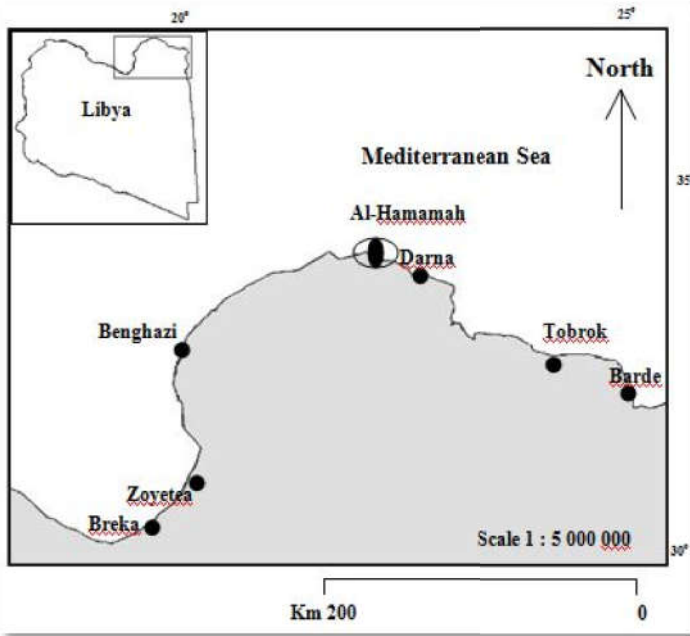 20°
25°
Libya
North
Mediterranean Sea
35
Al-Hamamah
Darna
Benghazi
Tobrok
Barde
Zoyetea
Breka
Scale 1 : 5 000 000
30°
Km 200
0